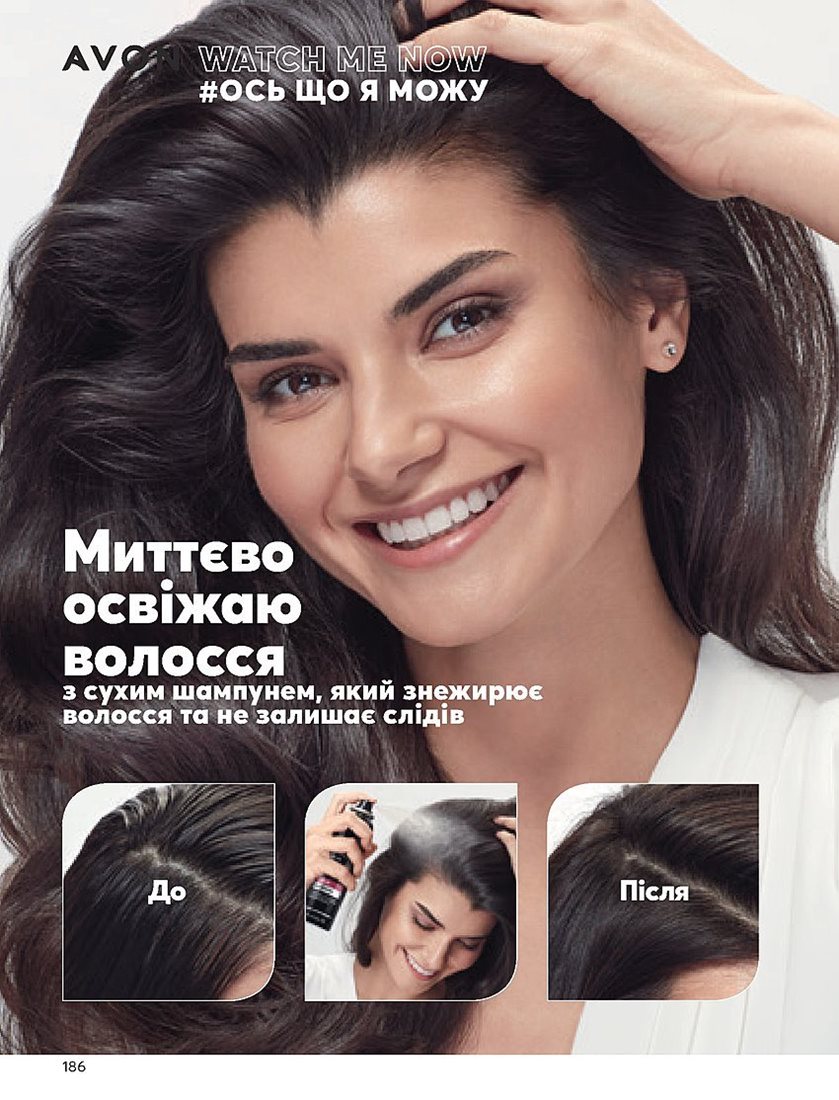 AVON WATCH ME NOW
#ОСЬ ЩО Я МОЖУ
Миттєво
освіжаю
волосся
з сухим шампунем, який знежирює
волосся та не залишає слідів
До
Після
186